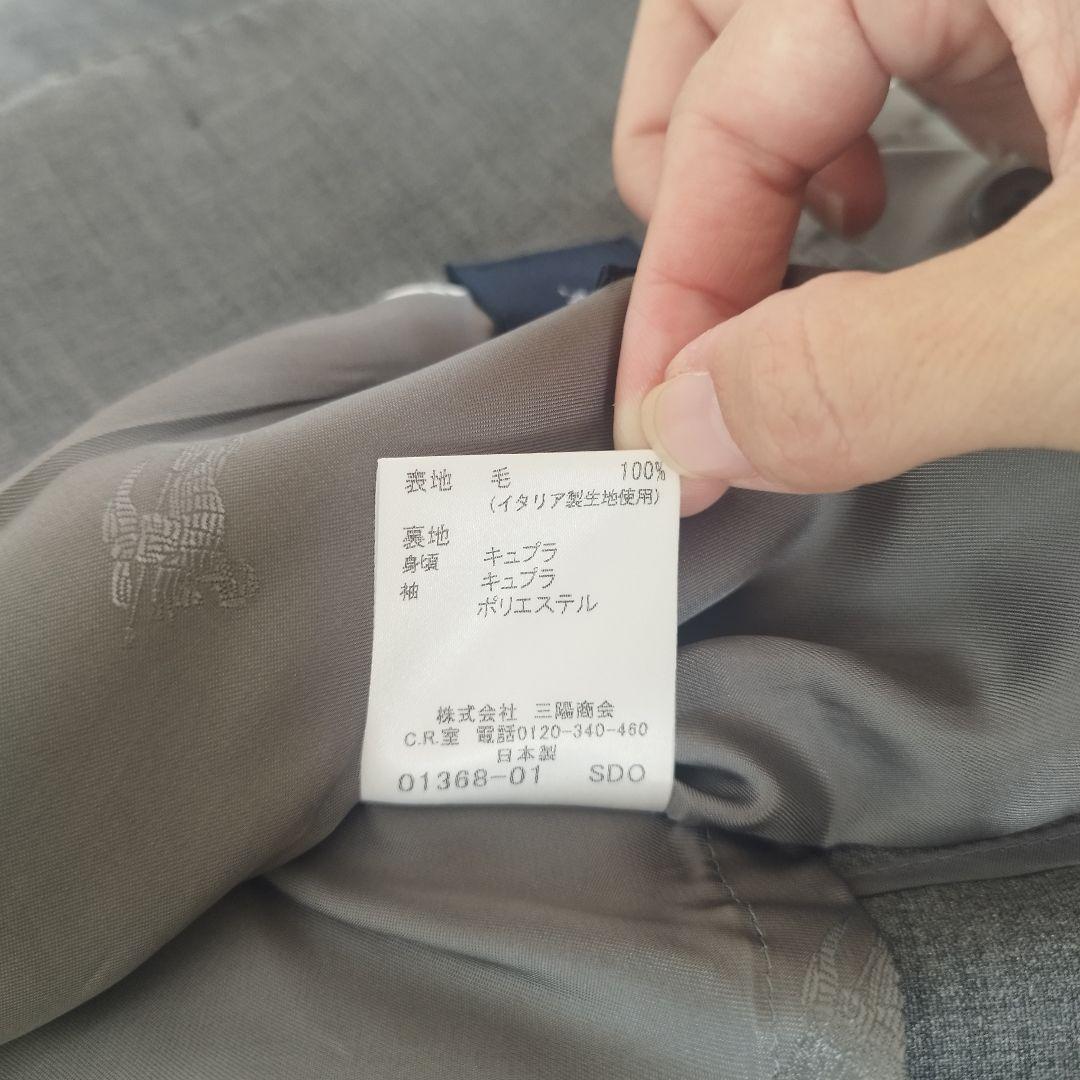 表地 毛 100%
(イタリア製生地使用)
裏地
身頃 キュプラ
袖 キュプラ
ポリエステル
株式会社 三陽商会
C.R.室 電話0120-340-460
日本製
01368-01 SDO